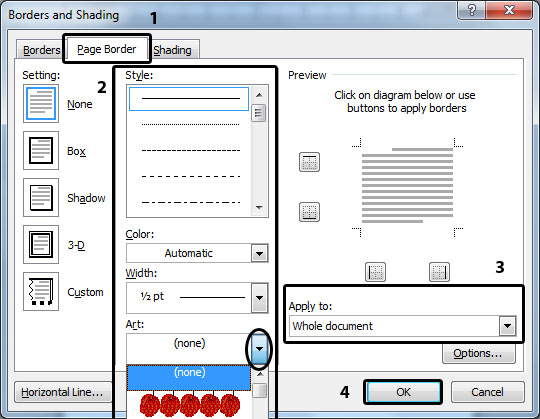 Borders and Shading
1
Borders
Page Border
Shading
Setting:
None
Box
Shadow
3-D
Custom
2
Style:
Color:
Automatic
Width:
½ pt
Art:
(none)
(none)
Preview
Click on diagram below or use
buttons to apply borders
3
Apply to:
Whole document
Options...
Horizontal Line...
4
OK
Cancel